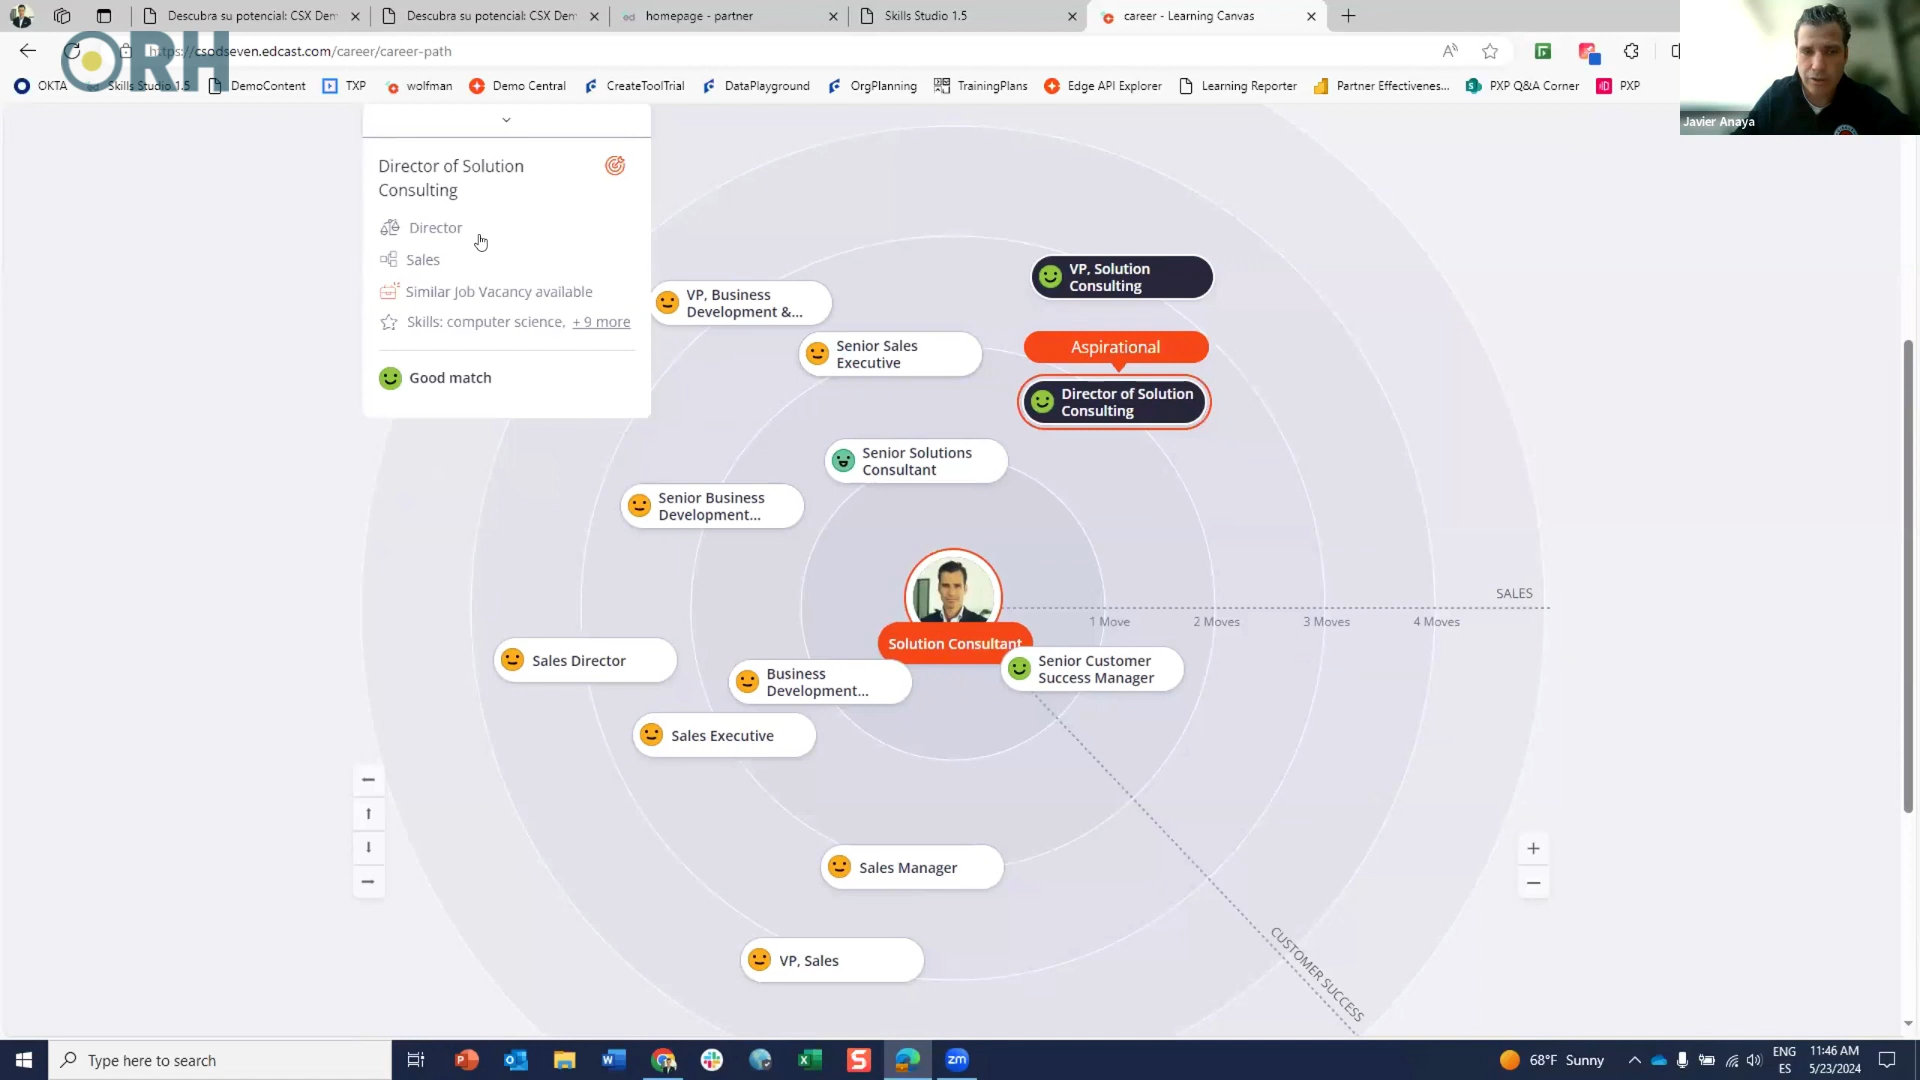 Descubra su potencial: CSX Dem
Descubra su potencial: CSX Dem
ed homepage - partner
Skills Studio 1.5
career - Learning Canvas
https://csodseven.edcast.com/career/career-path
ORH
OKTA
Skills Studio 1.5
DemoContent
TXP
wolfman
Demo Central
CreateToolTrial
DataPlayground
OrgPlanning
TrainingPlans
Edge API Explorer
Learning Reporter
Partner Effectivenes...
PXP Q&A Corner
PXP
Javier Anaya
Director of Solution
Consulting
Director
Sales
Similar Job Vacancy available
Skills: computer science, + 9 more
Good match
VP, Solution
Consulting
VP, Business
Development &...
Senior Sales
Executive
Aspirational
Director of Solution
Consulting
Senior Solutions
Consultant
Senior Business
Development...
SALES
1 Move
2 Moves
3 Moves
4 Moves
Solution Consultant
Senior Customer
Success Manager
Sales Director
Business
Development...
Sales Executive
Sales Manager
VP, Sales
CUSTOMER SUCCESS
Type here to search
zm
68°F Sunny
ENG
ES
11:46 AM
5/23/2024